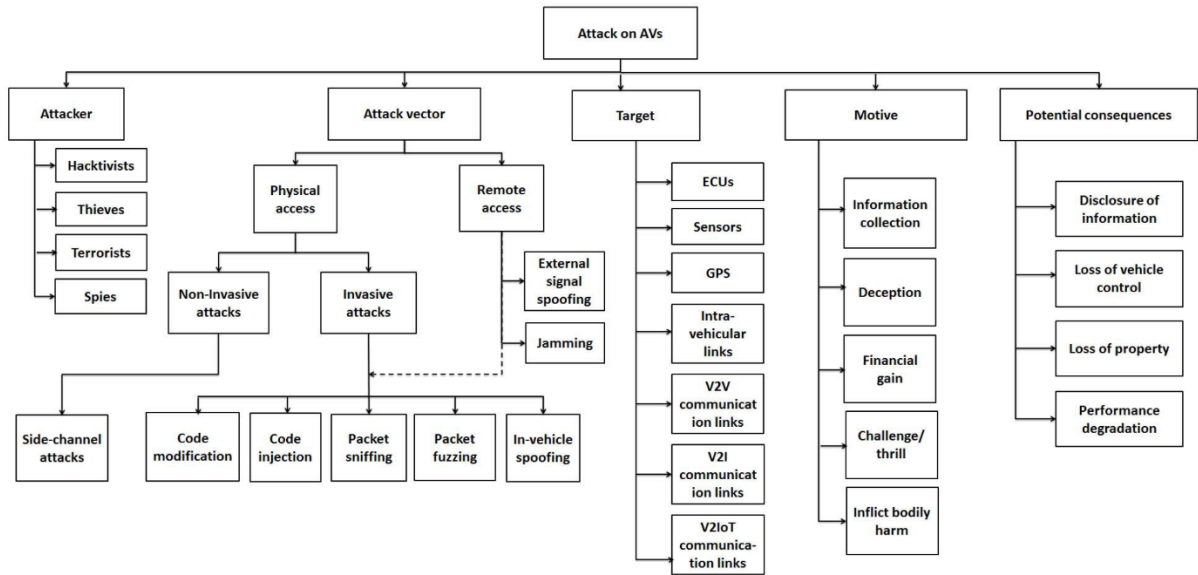 Attack on AVs
Attacker
Attack vector
Target
Motive
Potential consequences
Hacktivists
Thieves
Terrorists
Spies
Physical
access
Remote
access
Non-Invasive
attacks
Invasive
attacks
External
signal
spoofing
Jamming
Side-channel
attacks
Code
modification
Code
injection
Packet
sniffing
Packet
fuzzing
In-vehicle
spoofing
ECUs
Sensors
GPS
Intra-
vehicular
links
V2V
communicat
ion links
V2I
communicat
ion links
V2IoT
communica-
tion links
Information
collection
Deception
Financial
gain
Challenge/
thrill
Inflict bodily
harm
Disclosure of
information
Loss of vehicle
control
Loss of property
Performance
degradation